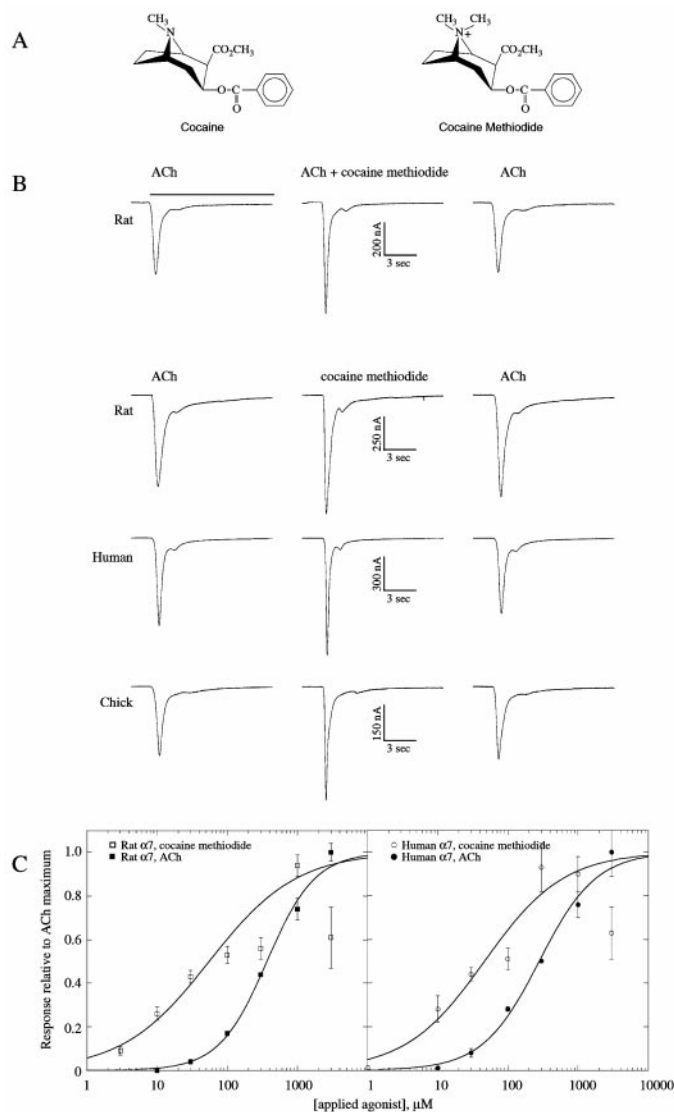 A
CH₃
N
CO₂CH₃
O–C
O
Cocaine
CH₃ CH₃
N
+
CO₂CH₃
O–C
O
Cocaine Methiodide
B
ACh
ACh + cocaine methiodide
ACh
Rat
200 nA
3 sec
ACh
cocaine methiodide
ACh
Rat
250 nA
3 sec
Human
300 nA
3 sec
Chick
150 nA
3 sec
C
Rat α7, cocaine methiodide
Rat α7, ACh
Human α7, cocaine methiodide
Human α7, ACh
Response relative to ACh maximum
1.0
0.8
0.6
0.4
0.2
0
1 10 100 1000
1 10 100 1000 10000
[applied agonist], μM